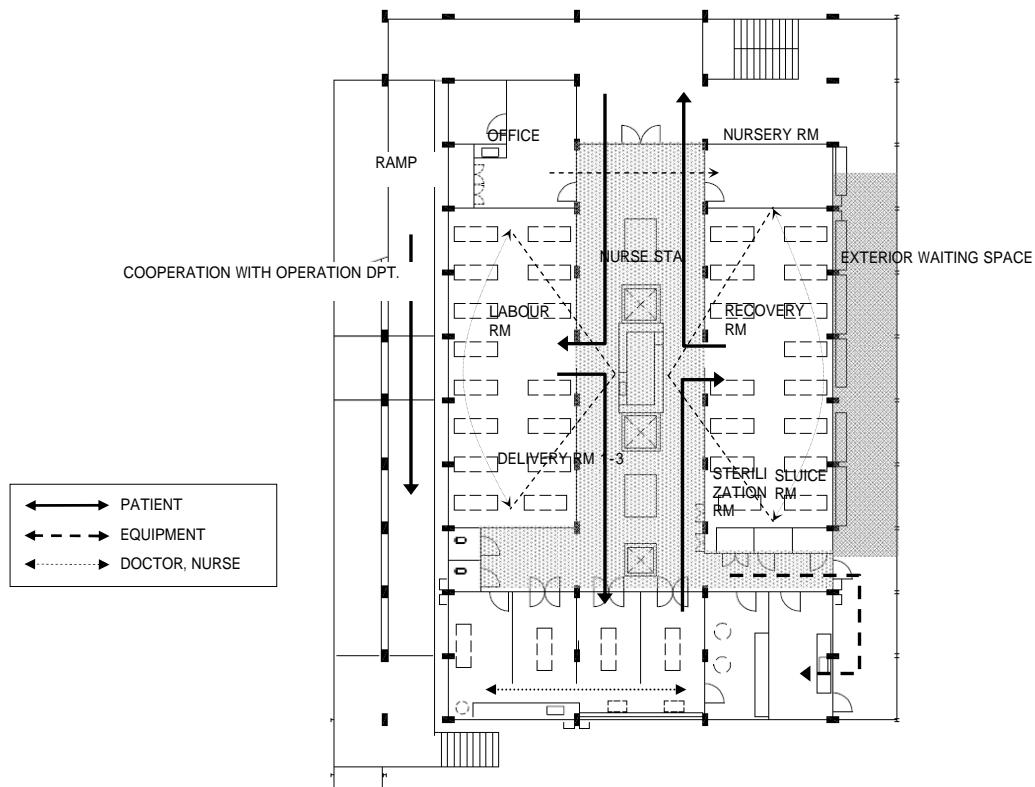 OFFICE
NURSERY RM
RAMP
NURSE STA
EXTERIOR WAITING SPACE
COOPERATION WITH OPERATION DPT.
LABOUR
RM
RECOVERY
RM
DELIVERY RM 1-3
STERILI
ZATION
RM
SLUICE
RM
PATIENT
EQUIPMENT
DOCTOR, NURSE